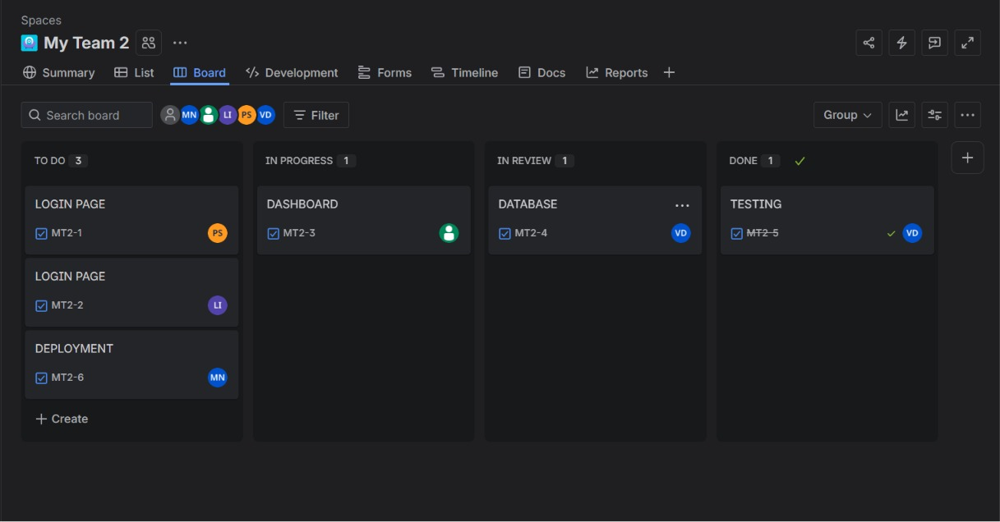 Spaces
My Team 2
Summary List Board Development Forms Timeline Docs Reports
Search board MN LI PS VD Filter Group
TO DO 3
LOGIN PAGE
MT2-1 PS
LOGIN PAGE
MT2-2 LI
DEPLOYMENT
MT2-6 MN
Create
IN PROGRESS 1
DASHBOARD
MT2-3
IN REVIEW 1
DATABASE
MT2-4 VD
DONE 1
TESTING
MT2-5 VD